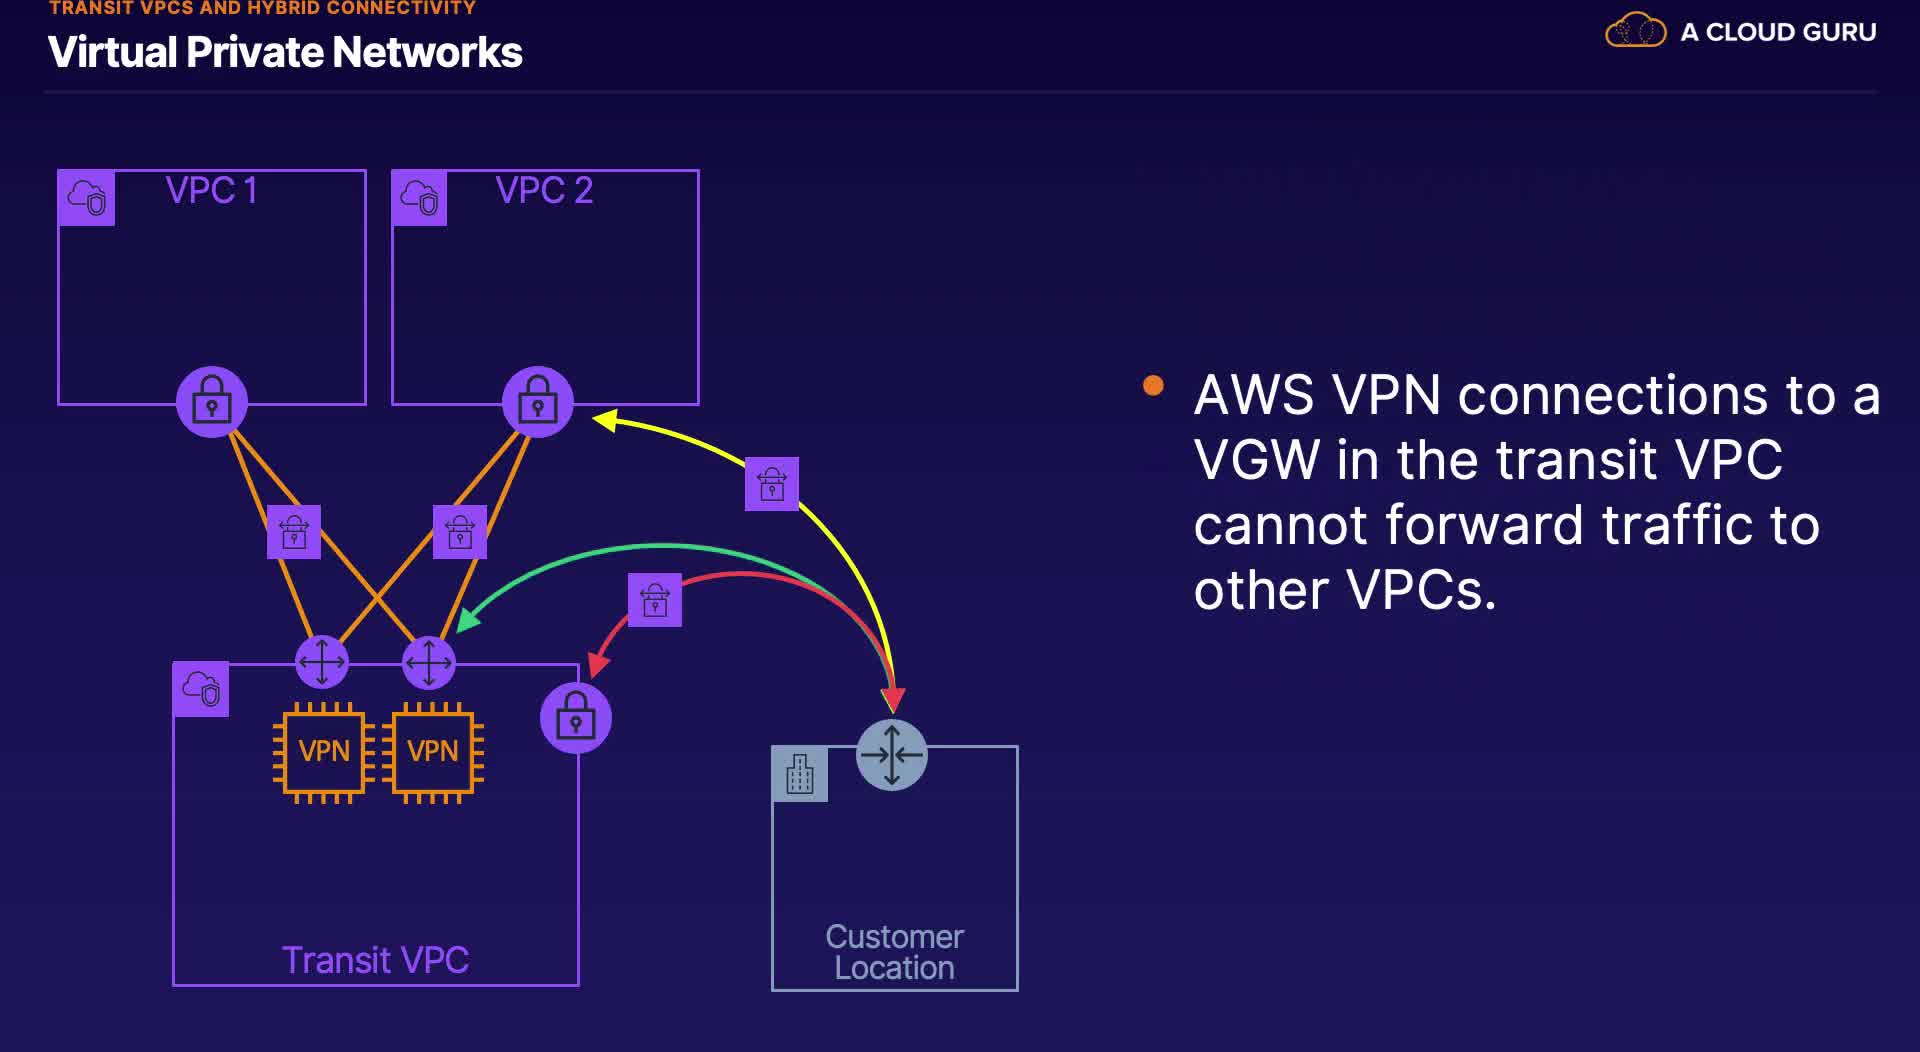 TRANSIT VPCS AND HYBRID CONNECTIVITY
Virtual Private Networks
A CLOUD GURU
VPC 1
VPC 2
AWS VPN connections to a
VGW in the transit VPC
cannot forward traffic to
other VPCs.
VPN
VPN
Transit VPC
Customer
Location